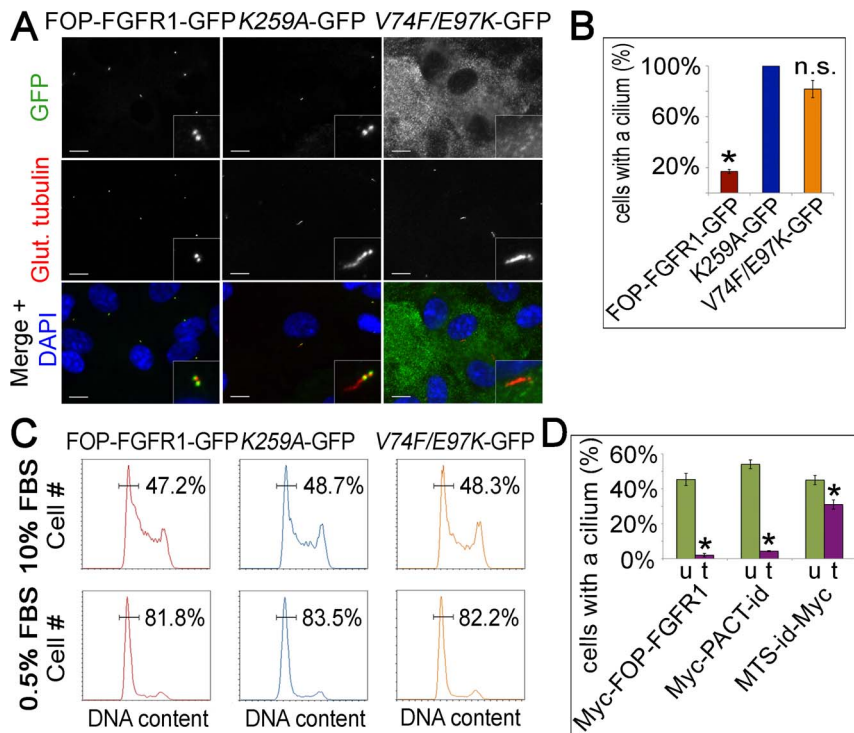 A
FOP-FGFR1-GFP K259A-GFP V74F/E97K-GFP
GFP
Glut. tubulin
Merge +
DAPI
B
cells with a cilium (%)
100%
60%
20%
*
n.s.
FOP-FGFR1-GFP
K259A-GFP
V74F/E97K-GFP
C
FOP-FGFR1-GFP K259A-GFP V74F/E97K-GFP
10% FBS
Cell #
47.2% 48.7% 48.3%
0.5% FBS
Cell #
81.8% 83.5% 82.2%
DNA content DNA content DNA content
D
cells with a cilium (%)
60%
40%
20%
0%
* * *
u t u t u t
Myc-FOP-FGFR1
Myc-PACT-id
MTS-id-Myc